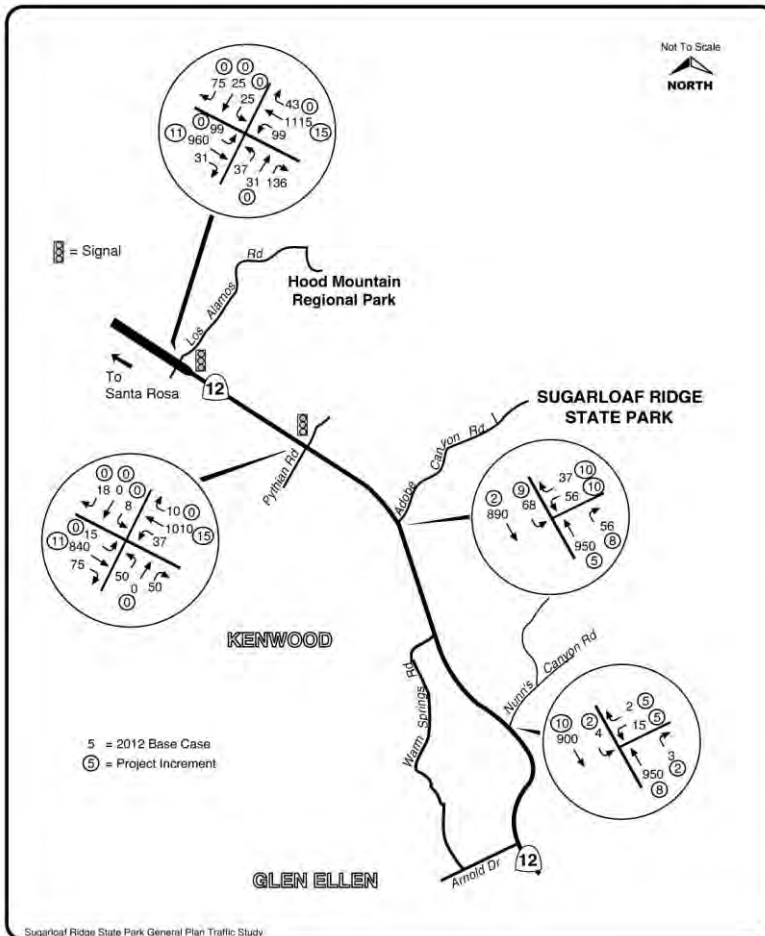 Not To Scale
NORTH
0 0
75 25 0
25
43 0
1115
99 15
0
11 99
960
31
37
31 136
0
= Signal
Los Alamos Rd
Hood Mountain
Regional Park
To
Santa Rosa
12
Pythian Rd
SUGARLOAF RIDGE
STATE PARK
Adobe Canyon Rd
0 0
18 0 0
8
10 0
1010 15
37
0
11 15
840
75
50
0 50
0
2
890
9
68
37 10
10
56
56
8
950
5
KENWOOD
Warm Springs Rd
Nunn's Canyon Rd
10
900
2
4
2 5
15 5
3
2
950
8
5 = 2012 Base Case
5 = Project Increment
GLEN ELLEN
Arnold Dr
12
Sugarloaf Ridge State Park General Plan Traffic Study